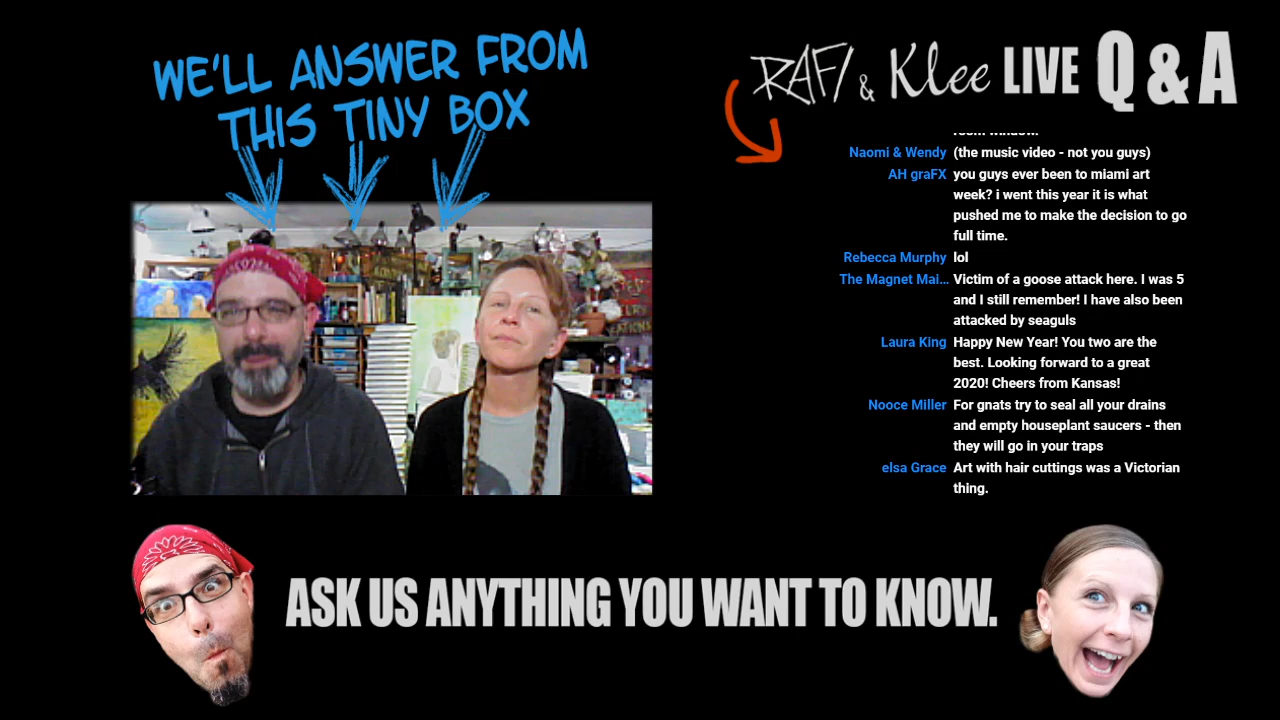 WE'LL ANSWER FROM
THIS TINY BOX
RAFI & Klee LIVE Q & A
room window.
Naomi & Wendy (the music video - not you guys)
AH graFX you guys ever been to miami art
week? i went this year it is what
pushed me to make the decision to go
full time.
Rebecca Murphy lol
The Magnet Mai... Victim of a goose attack here. I was 5
and I still remember! I have also been
attacked by seaguls
Laura King Happy New Year! You two are the
best. Looking forward to a great
2020! Cheers from Kansas!
Nooce Miller For gnats try to seal all your drains
and empty houseplant saucers - then
they will go in your traps
elsa Grace Art with hair cuttings was a Victorian
thing.
ASK US ANYTHING YOU WANT TO KNOW.